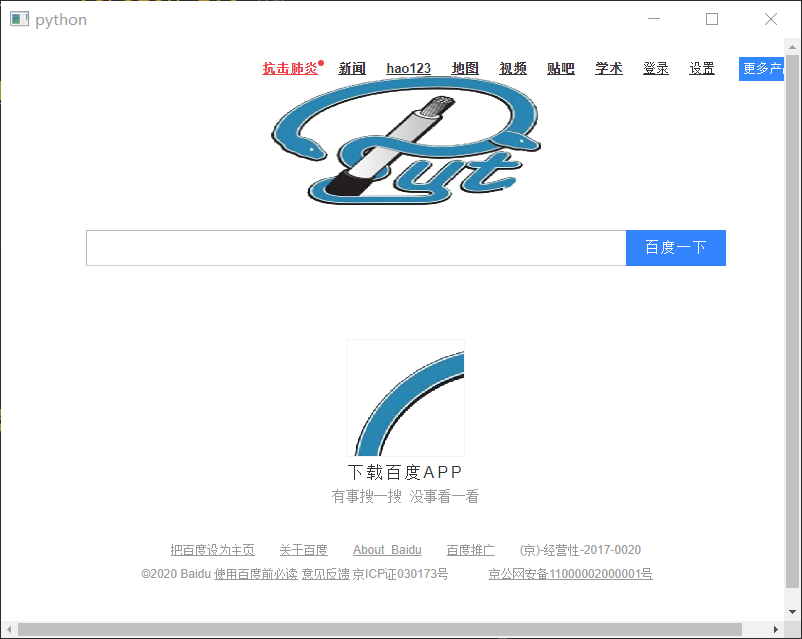 python
抗击肺炎 新闻 hao123 地图 视频 贴吧 学术 登录 设置 更多产
Pyt
百度一下
下载百度APP
有事搜一搜 没事看一看
把百度设为主页 关于百度 About Baidu 百度推广 (京)-经营性-2017-0020
©2020 Baidu 使用百度前必读 意见反馈 京ICP证030173号 京公网安备11000002000001号